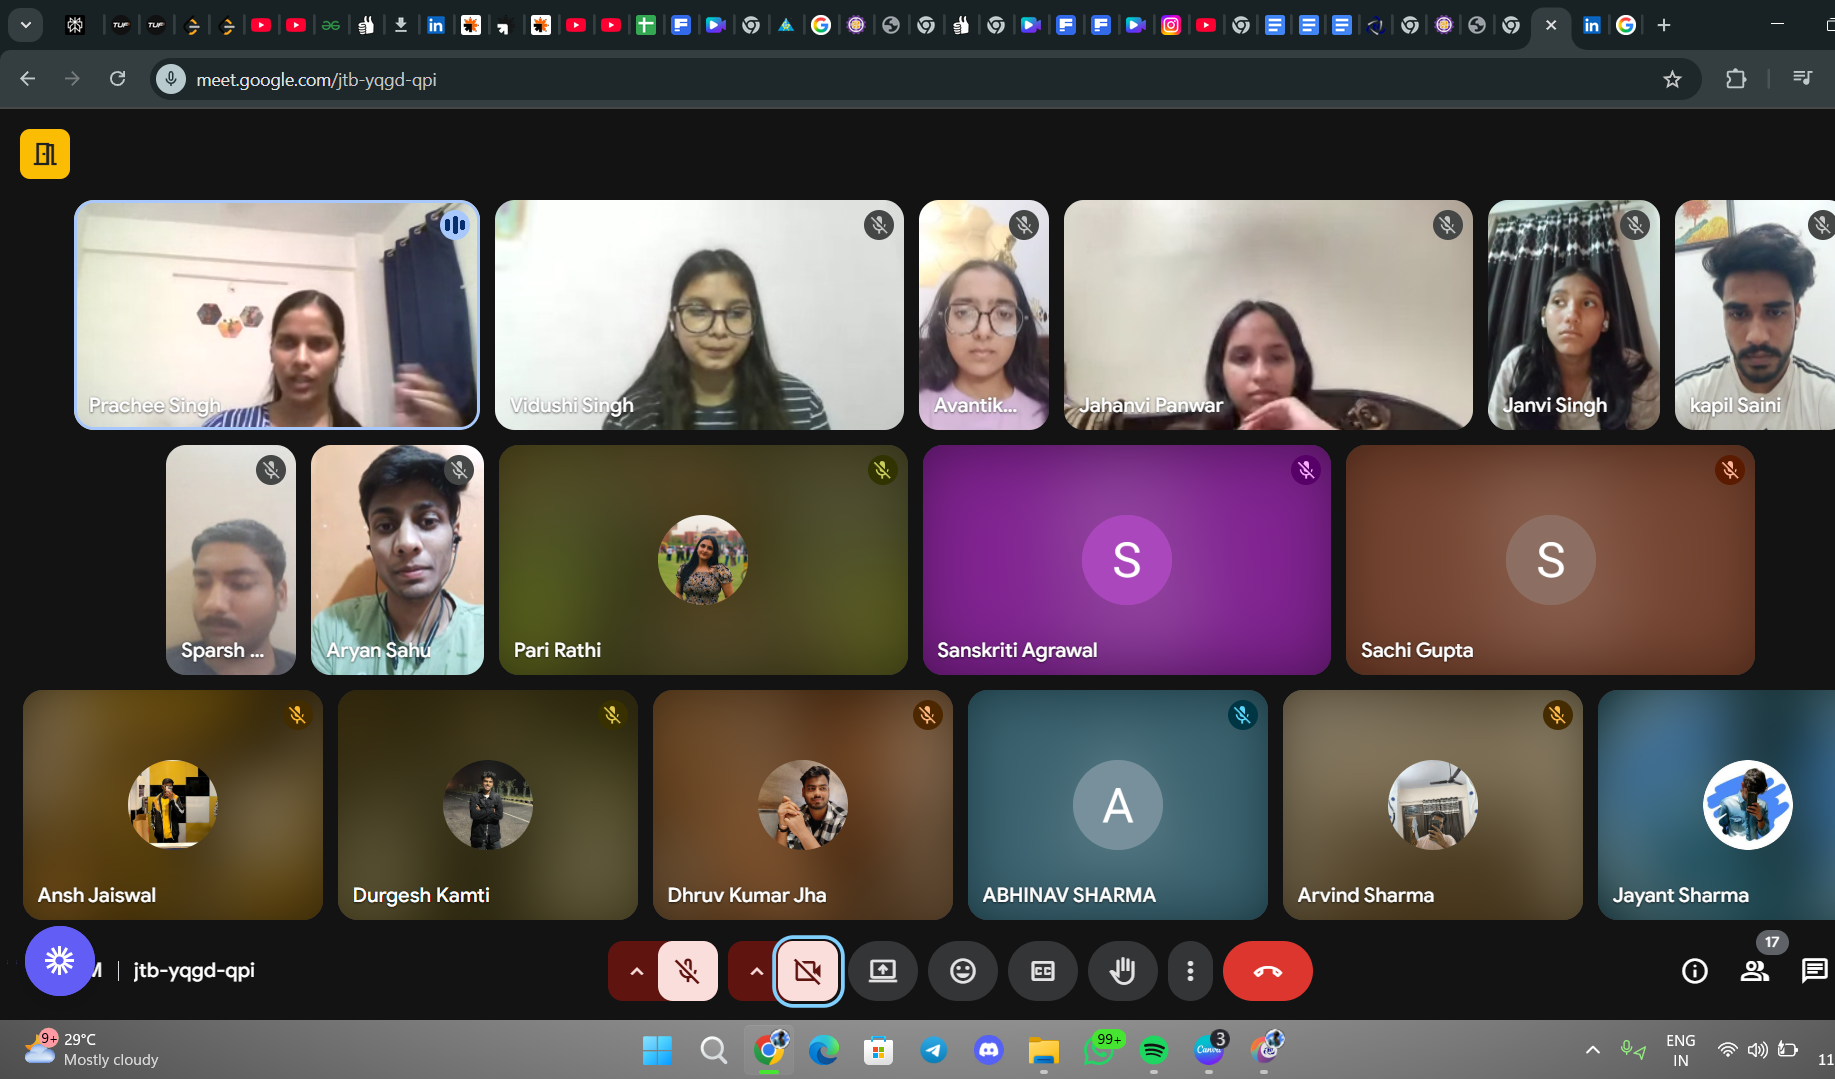 meet.google.com/jtb-yqgd-qpi
Prachee Singh
Vidushi Singh
Avantik...
Jahanvi Panwar
Janvi Singh
kapil Saini
Sparsh ...
Aryan Sahu
Pari Rathi
S
Sanskriti Agrawal
S
Sachi Gupta
Ansh Jaiswal
Durgesh Kamti
Dhruv Kumar Jha
A
ABHINAV SHARMA
Arvind Sharma
Jayant Sharma
M | jtb-yqgd-qpi
CC
17
9+
29°C
Mostly cloudy
99+
Canva
3
ENG
IN
11